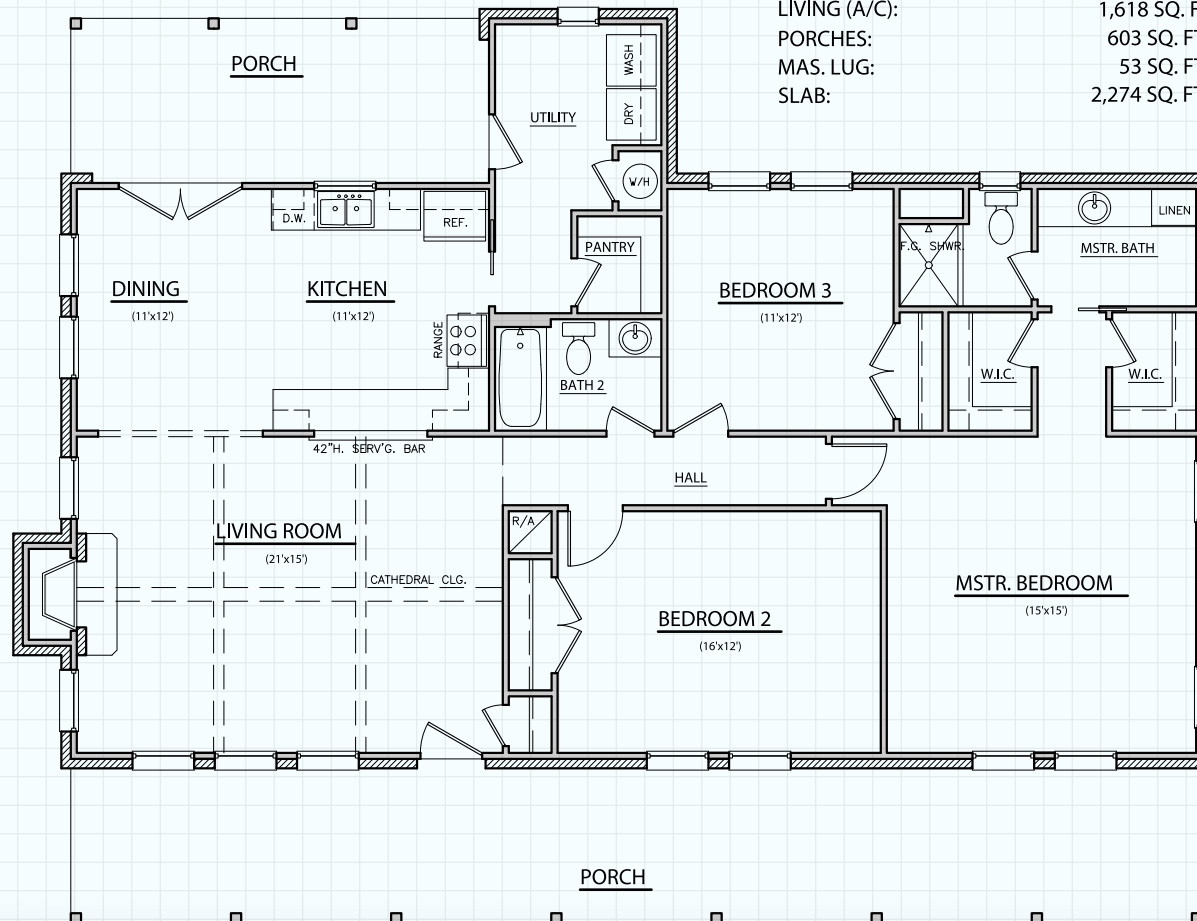 LIVING (A/C): 1,618 SQ. F
PORCHES: 603 SQ. FT
MAS. LUG: 53 SQ. FT
SLAB: 2,274 SQ. FT
PORCH
WASH
DRY
UTILITY
W/H
D.W.
REF.
PANTRY
F.G. SHWR.
LINEN
MSTR. BATH
DINING
(11'x12')
KITCHEN
(11'x12')
BEDROOM 3
(11'x12')
RANGE
BATH 2
W.I.C.
W.I.C.
42"H. SERV'G. BAR
HALL
R/A
LIVING ROOM
(21'x15')
CATHEDRAL CLG.
BEDROOM 2
(16'x12')
MSTR. BEDROOM
(15'x15')
PORCH